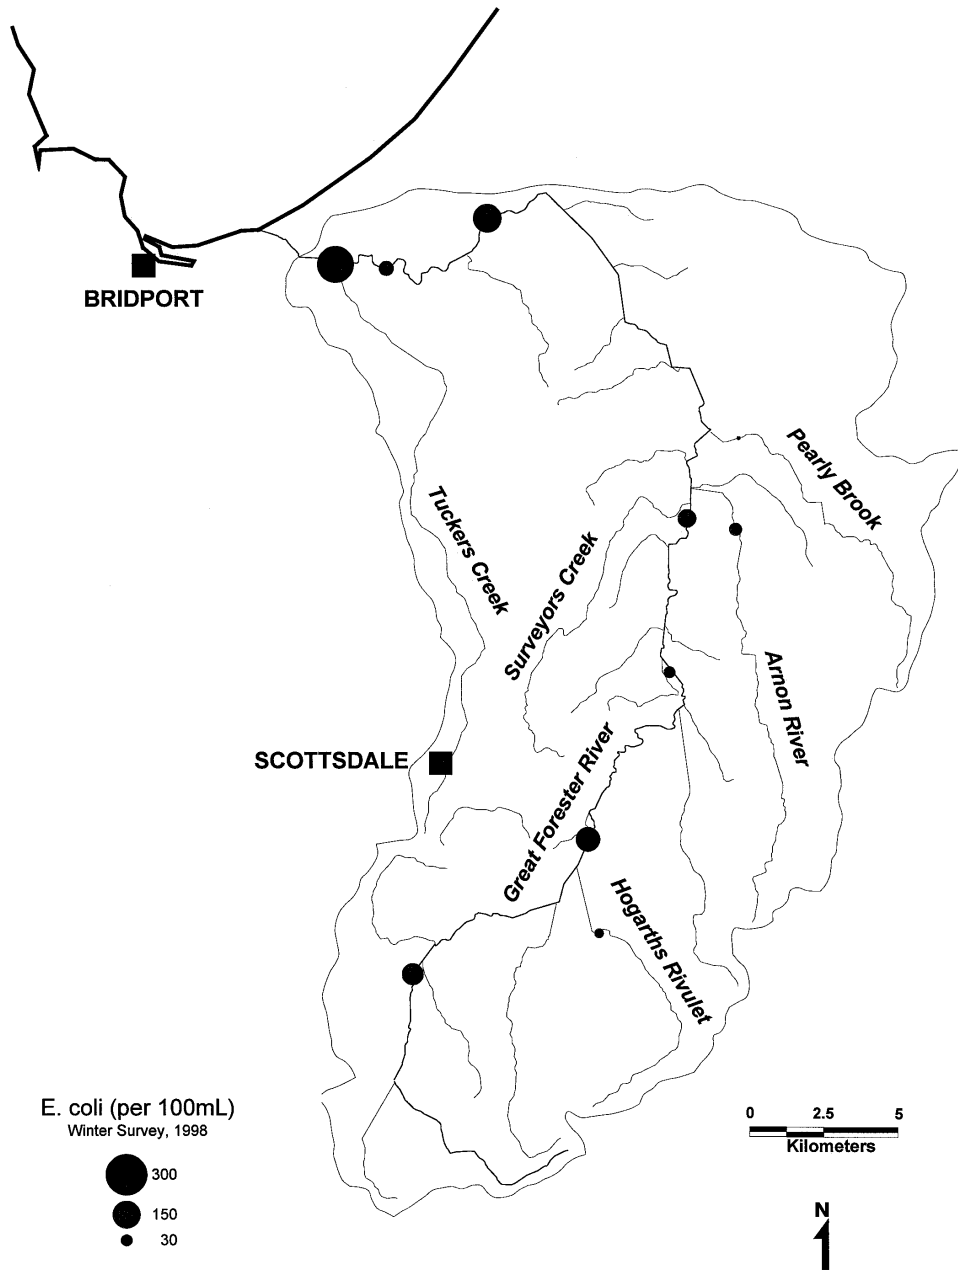 BRIDPORT
Pearly Brook
Tuckers Creek
Surveyors Creek
Arnon River
SCOTTSDALE
Great Forester River
Hogarths Rivulet
E. coli (per 100mL)
Winter Survey, 1998
300
150
30
0 2.5 5
Kilometers
N